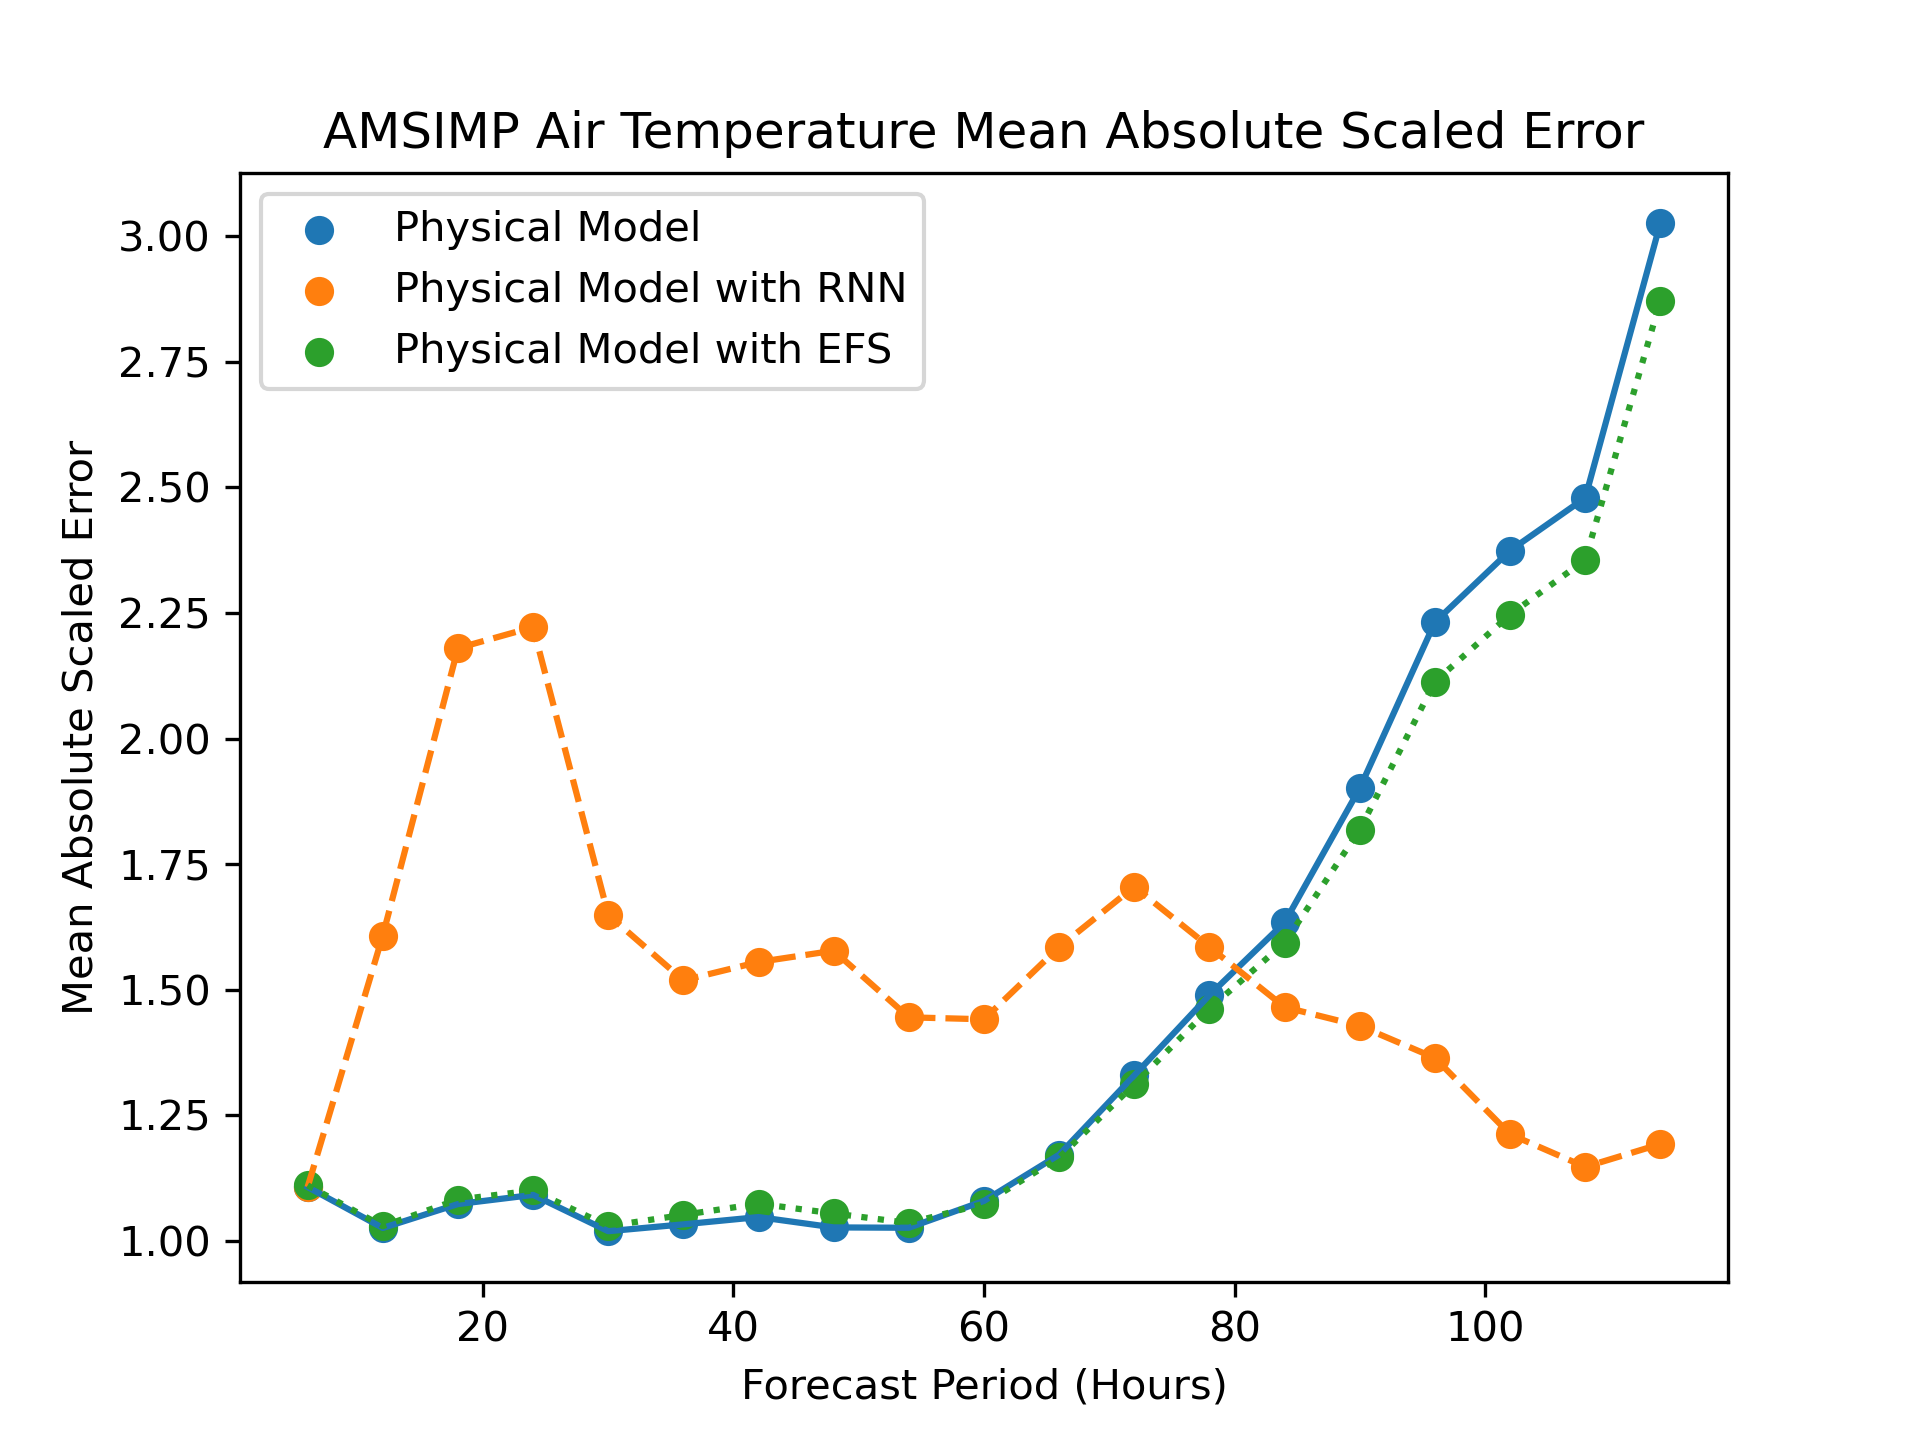 AMSIMP Air Temperature Mean Absolute Scaled Error
Physical Model
Physical Model with RNN
Physical Model with EFS
Mean Absolute Scaled Error
3.00
2.75
2.50
2.25
2.00
1.75
1.50
1.25
1.00
20 40 60 80 100
Forecast Period (Hours)